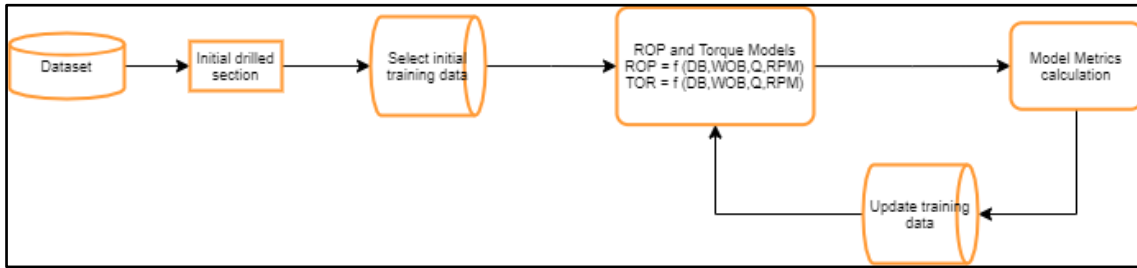 Dataset
Initial drilled
section
Select initial
training data
ROP and Torque Models
ROP = f (DB,WOB,Q,RPM)
TOR = f (DB,WOB,Q,RPM)
Model Metrics
calculation
Update training
data